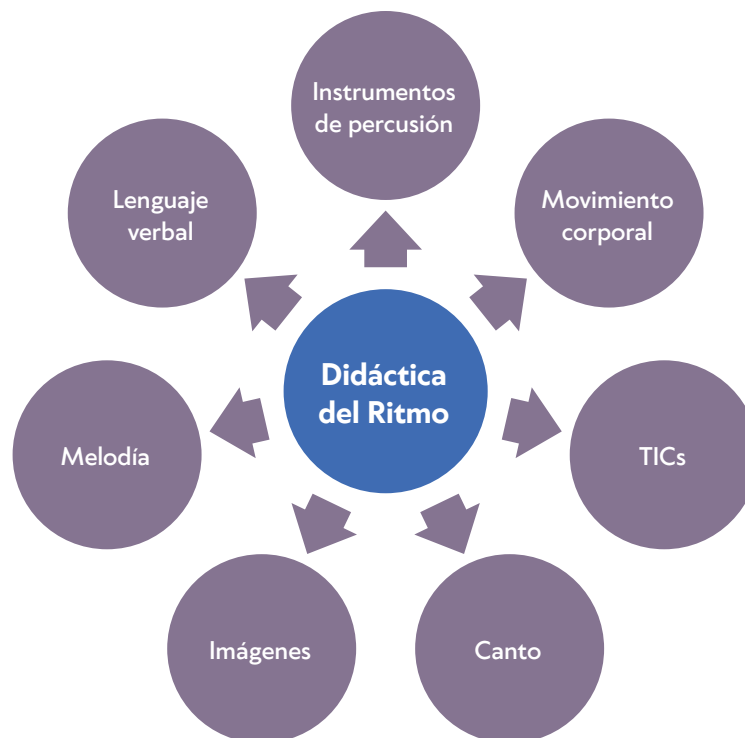 Instrumentos
de percusión
Lenguaje
verbal
Movimiento
corporal
Didáctica
del Ritmo
Melodía
TICs
Imágenes
Canto